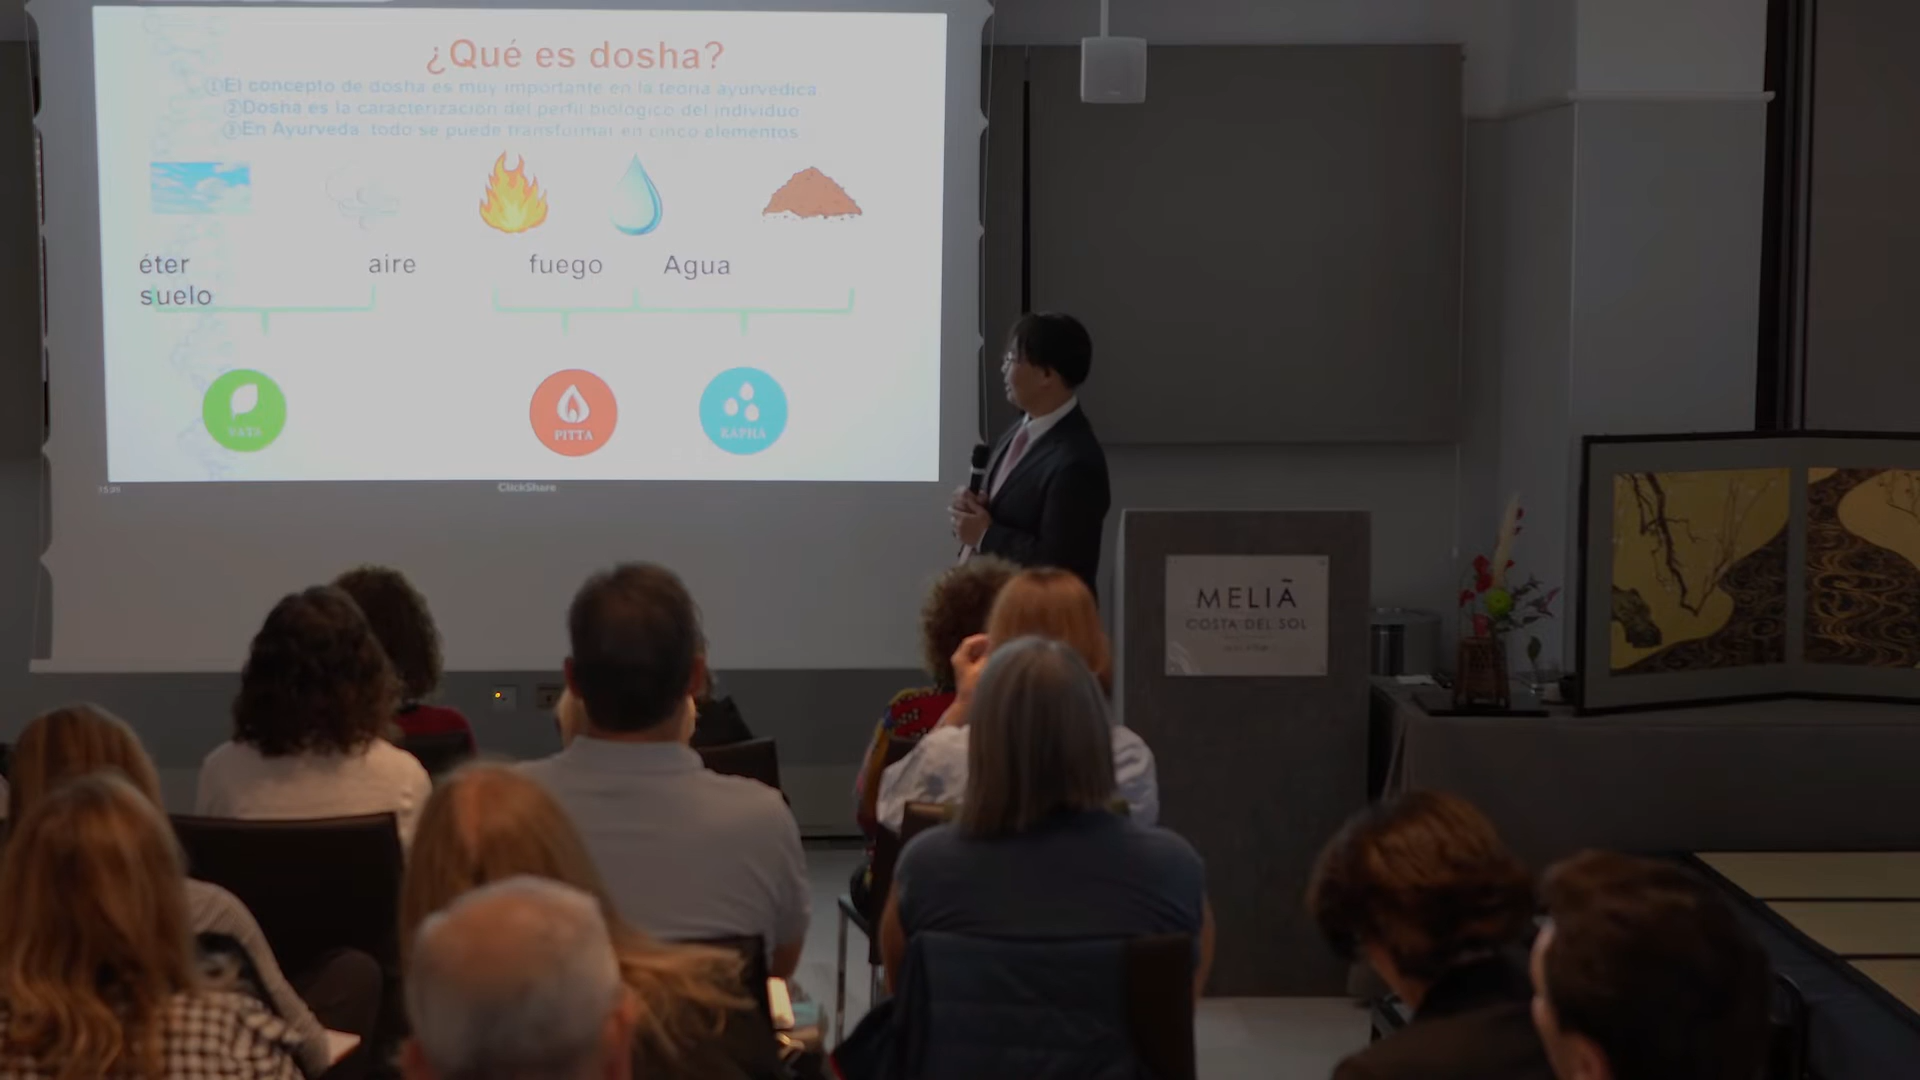 ¿Qué es dosha?
①El concepto de dosha es muy importante en la teoría ayurvedica
②Dosha es la caracterización del perfil biológico del individuo
③En Ayurveda, todo se puede transformar en cinco elementos
éter aire fuego Agua
suelo
VATA PITTA KAPHA
ClickShare
MELIÃ
COSTA DEL SOL